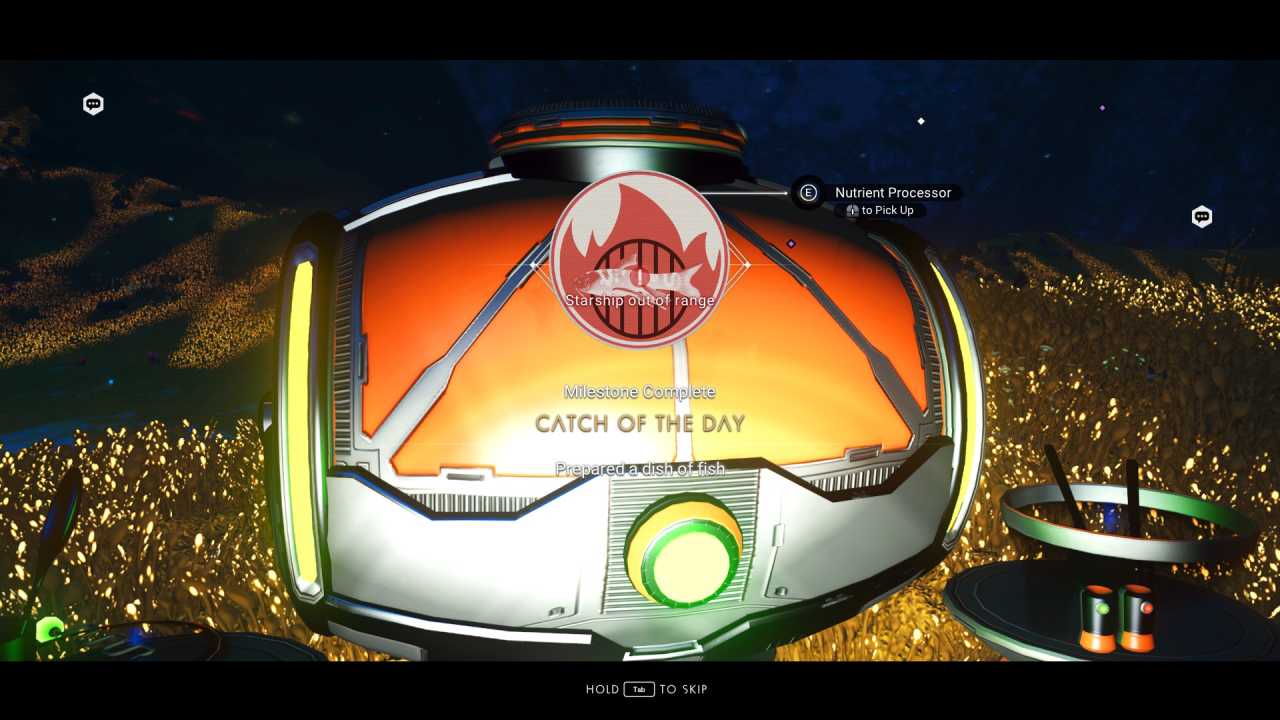 E Nutrient Processor
to Pick Up
Starship out of range
Milestone Complete
CATCH OF THE DAY
Prepared a dish of fish
HOLD Tab TO SKIP